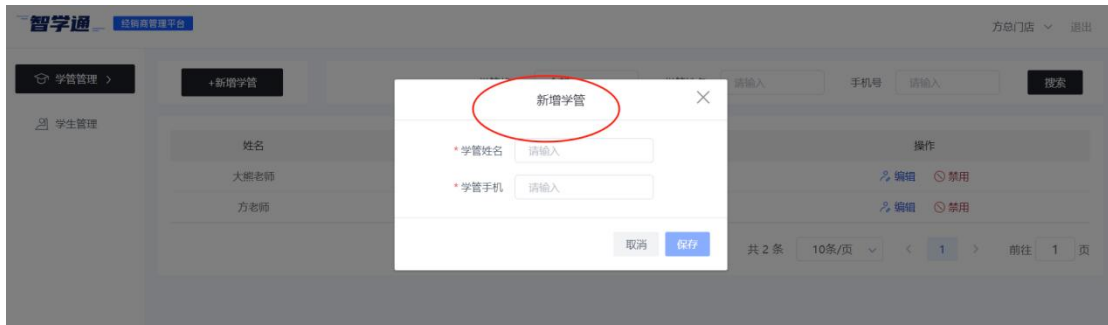 智学通
经销商管理平台
方总门店
退出
学管管理
+新增学管
请输入
手机号
请输入
搜索
新增学管
学生管理
姓名
操作
* 学管姓名 请输入
大熊老师
编辑
禁用
* 学管手机 请输入
方老师
编辑
禁用
取消
保存
共 2 条
10条/页
1
前往 1 页